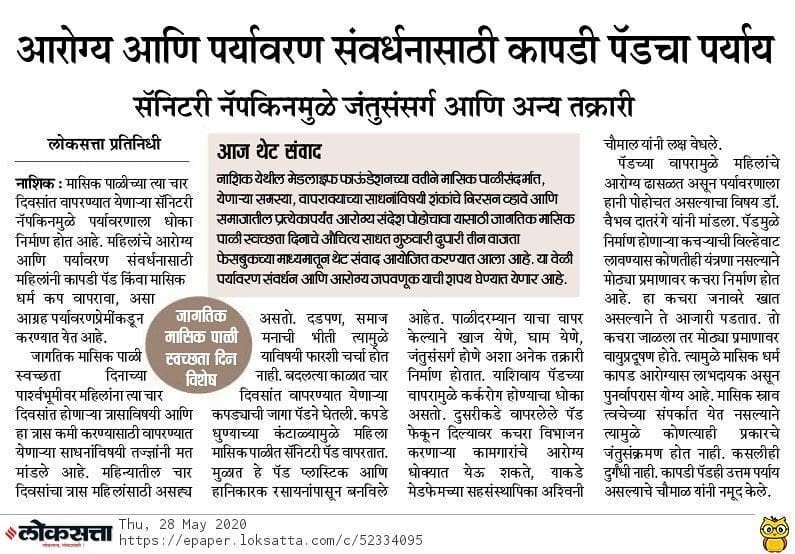 आरोग्य आणि पर्यावरण संवर्धनासाठी कापडी पॅडचा पर्याय
सॅनिटरी नॅपकिनमुळे जंतुसंसर्ग आणि अन्य तक्रारी
लोकसत्ता प्रतिनिधी
नाशिक : मासिक पाळीच्या त्या चार
दिवसांत वापरण्यात येणाऱ्या सॅनिटरी
नॅपकिनमुळे पर्यावरणाला धोका
निर्माण होत आहे. महिलांचे आरोग्य
आणि पर्यावरण संवर्धनासाठी
महिलांनी कापडी पॅड किंवा मासिक
धर्म कप वापरावा, असा
आग्रह पर्यावरणप्रेमींकडून
करण्यात येत आहे.
जागतिक मासिक पाळी
स्वच्छता दिनाच्या
पार्श्वभूमीवर महिलांना त्या चार
दिवसांत होणाऱ्या त्रासाविषयी आणि
हा त्रास कमी करण्यासाठी वापरण्यात
येणाऱ्या साधनांविषयी तज्ज्ञांनी मत
मांडले आहे. महिन्यातील चार
दिवसांचा त्रास महिलांसाठी असह्य
आज थेट संवाद
नाशिक येथील मेडलाइफ फाऊंडेशनच्या वतीने मासिक पाळीसंदर्भात,
येणाऱ्या समस्या, वापरावयाच्या साधनांविषयी शंकांचे निरसन व्हावे आणि
समाजातील प्रत्येकापर्यंत आरोग्य संदेश पोहोचावा यासाठी जागतिक मासिक
पाळी स्वच्छता दिनाचे औचित्य साधत गुरुवारी दुपारी तीन वाजता
फेसबुकच्या माध्यमातून थेट संवाद आयोजित करण्यात आला आहे. या वेळी
पर्यावरण संवर्धन आणि आरोग्य जपवणूक याची शपथ घेण्यात येणार आहे.
जागतिक
मासिक पाळी
स्वच्छता दिन
विशेष
असतो. दडपण, समाज
मनाची भीती त्यामुळे
याविषयी फारशी चर्चा होत
नाही. बदलत्या काळात चार
दिवसांत वापरण्यात येणाऱ्या
कपड्याची जागा पॅडने घेतली. कपडे
धुण्याच्या कंटाळ्यामुळे महिला
मासिक पाळीत सॅनिटरी पॅड वापरतात.
मुळात हे पॅड प्लास्टिक आणि
हानिकारक रसायनांपासून बनविले
आहेत. पाळीदरम्यान याचा वापर
केल्याने खाज येणे, घाम येणे,
जंतुर्संसर्ग होणे अशा अनेक तक्रारी
निर्माण होतात. याशिवाय पॅडच्या
वापरामुळे कर्करोग होण्याचा धोका
असतो. दुसरीकडे वापरलेले पॅड
फेकून दिल्यावर कचरा विभाजन
करणाऱ्या कामगारांचे आरोग्य
धोक्यात येऊ शकते, याकडे
मेडफेमच्या सहसंस्थापिका अश्विनी
चौमाल यांनी लक्ष वेधले.
पॅडच्या वापरामुळे महिलांचे
आरोग्य ढासळत असून पर्यावरणाला
हानी पोहोचत असल्याचा विषय डॉ.
वैभव दातरंगे यांनी मांडला. पॅडमुळे
निर्माण होणाऱ्या कचऱ्याची विल्हेवाट
लावण्यास कोणतीही यंत्रणा नसल्याने
मोठ्या प्रमाणावर कचरा निर्माण होत
आहे. हा कचरा जनावरे खात
असल्याने ते आजारी पडतात. तो
कचरा जाळला तर मोठ्या प्रमाणावर
वायुप्रदूषण होते. त्यामुळे मासिक धर्म
कापड आरोग्यास लाभदायक असून
पुनर्वापरास योग्य आहे. मासिक स्राव
त्वचेच्या संपर्कात येत नसल्याने
त्यामुळे कोणत्याही प्रकारचे
जंतुसंक्रमण होत नाही. कसलीही
दुर्गंधी नाही. कापडी पॅडही उत्तम पर्याय
असल्याचे चौमाळ यांनी नमूद केले.
लोकसत्ता
Thu, 28 May 2020
https://epaper.loksatta.com/c/52334095